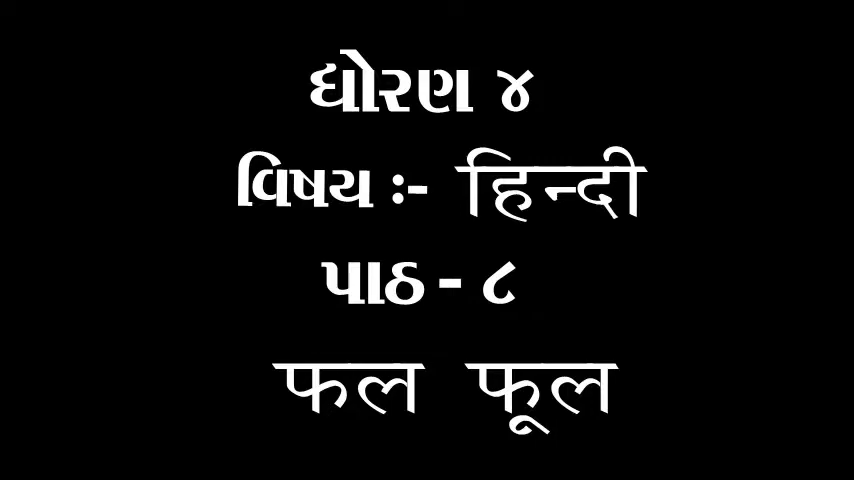 ધોરણ ૪
વિષય :- हिन्दी
પાઠ - ૮
फल फूल